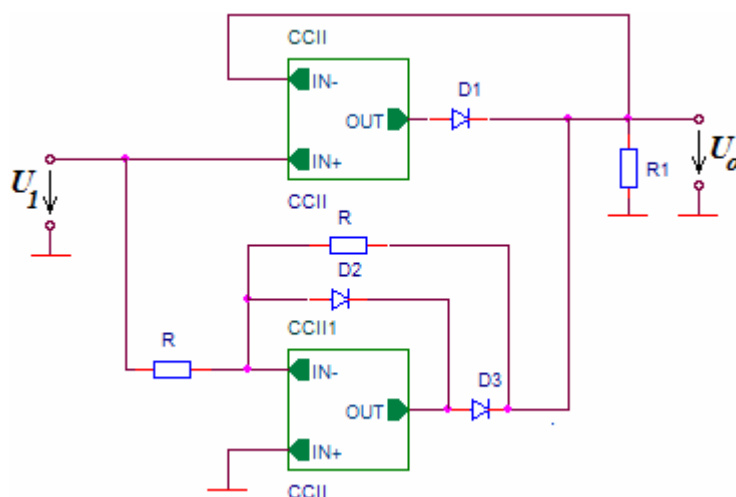 CCII
IN-
D1
OUT
IN+
CCII
U1
Uo
R1
R
D2
CCII1
R
IN-
D3
OUT
IN+
CCII